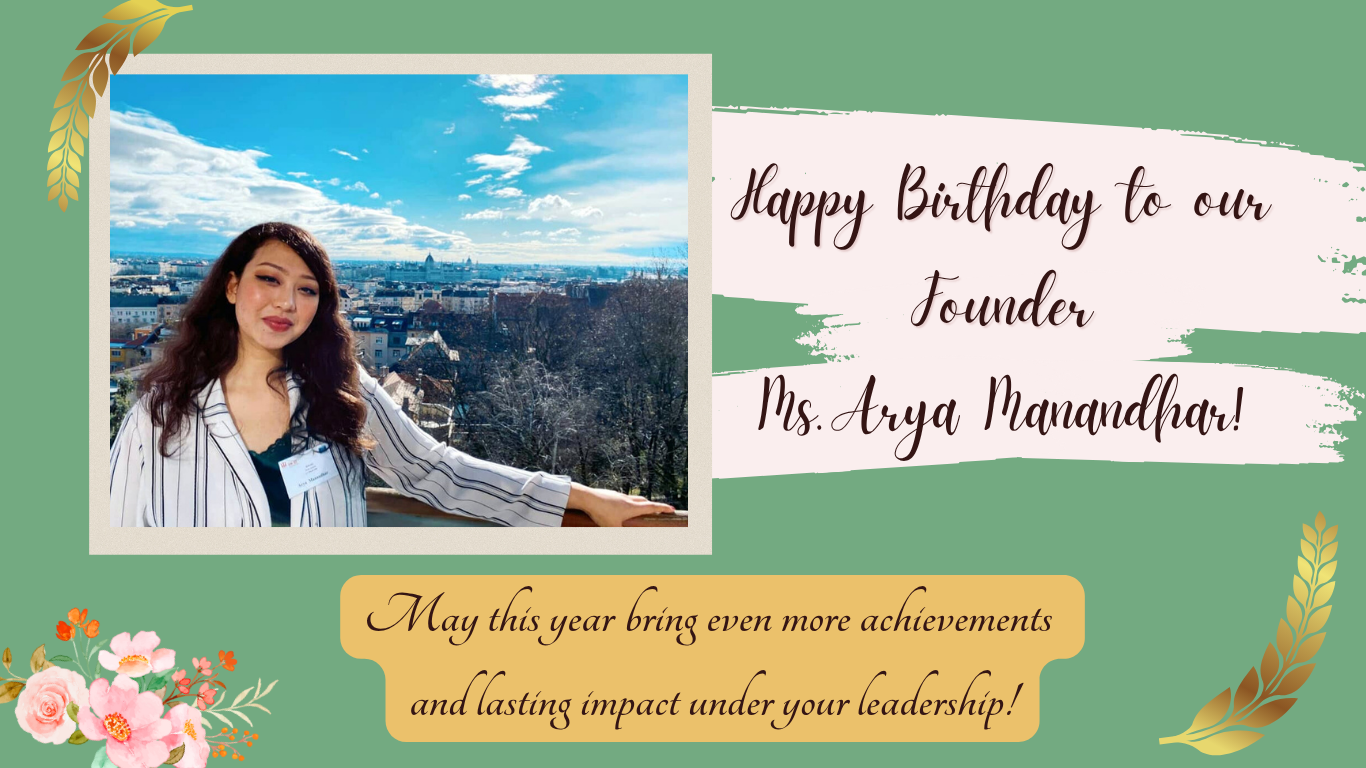 Happy Birthday to our
Founder
Ms. Arya Manandhar!
May this year bring even more achievements
and lasting impact under your leadership!